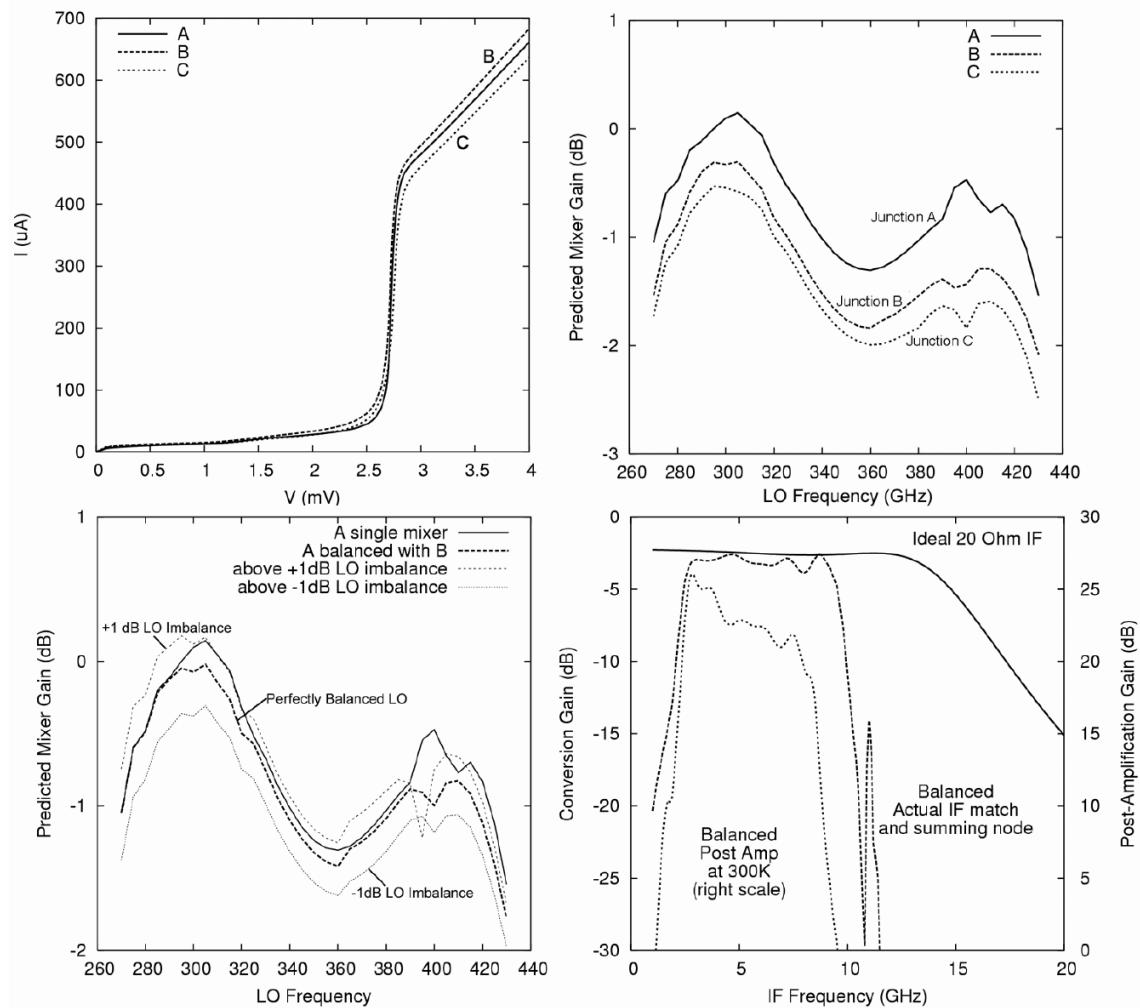 700
600
500
400
300
200
100
0
I (uA)
A
B
C
B
C
0 0.5 1 1.5 2 2.5 3 3.5 4
V (mV)
1
0
-1
-2
-3
Predicted Mixer Gain (dB)
A
B
C
Junction A
Junction B
Junction C
260 280 300 320 340 360 380 400 420 440
LO Frequency (GHz)
1
0
-1
-2
Predicted Mixer Gain (dB)
A single mixer
A balanced with B
above +1dB LO imbalance
above -1dB LO imbalance
+1 dB LO Imbalance
Perfectly Balanced LO
-1dB LO Imbalance
260 280 300 320 340 360 380 400 420 440
LO Frequency
0
-5
-10
-15
-20
-25
-30
Conversion Gain (dB)
Ideal 20 Ohm IF
Balanced
Post Amp
at 300K
(right scale)
Balanced
Actual IF match
and summing node
30
25
20
15
10
5
0
Post-Amplification Gain (dB)
0 5 10 15 20
IF Frequency (GHz)